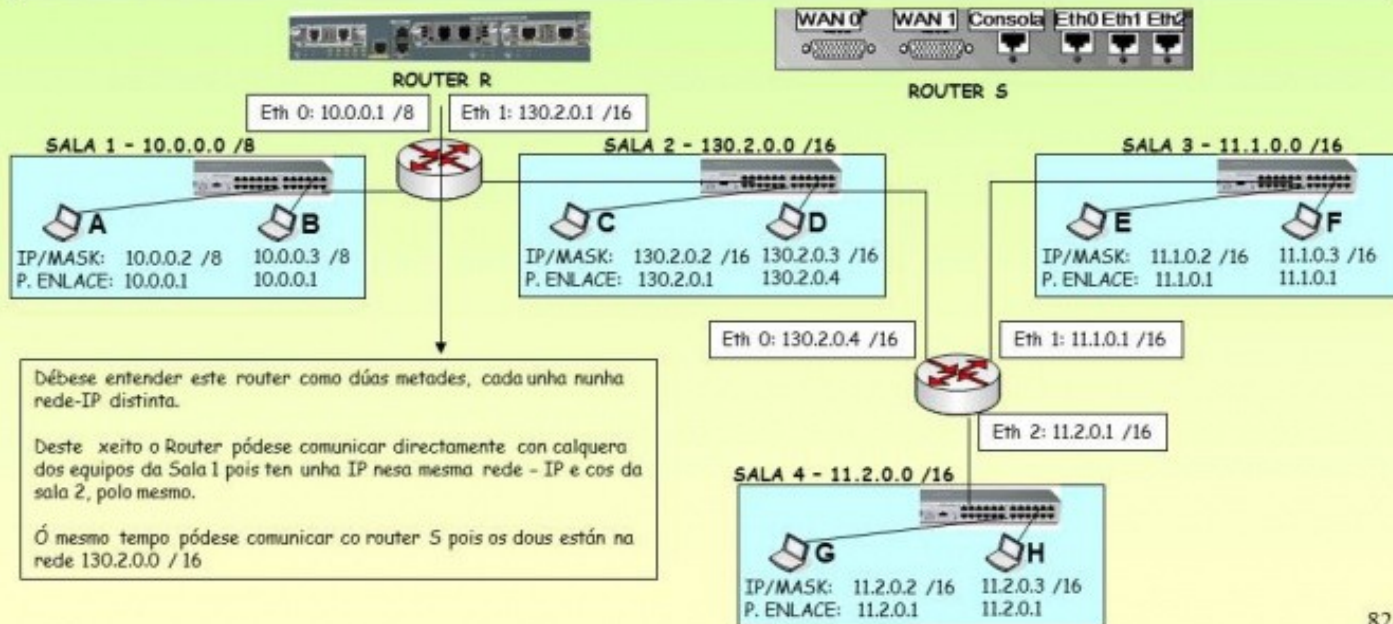 WAN 0 WAN 1 Consola Eth0 Eth1 Eth2
ROUTER R
ROUTER S
Eth 0: 10.0.0.1 /8
Eth 1: 130.2.0.1 /16
SALA 1 - 10.0.0.0 /8
A
B
IP/MASK: 10.0.0.2 /8 10.0.0.3 /8
P. ENLACE: 10.0.0.1 10.0.0.1
SALA 2 - 130.2.0.0 /16
C
D
IP/MASK: 130.2.0.2 /16 130.2.0.3 /16
P. ENLACE: 130.2.0.1 130.2.0.4
SALA 3 - 11.1.0.0 /16
E
F
IP/MASK: 11.1.0.2 /16 11.1.0.3 /16
P. ENLACE: 11.1.0.1 11.1.0.1
Eth 0: 130.2.0.4 /16
Eth 1: 11.1.0.1 /16
Eth 2: 11.2.0.1 /16
Débese entender este router como dúas metades, cada unha nunha
rede-IP distinta.
Deste xeito o Router pódese comunicar directamente con calquera
dos equipos da Sala 1 pois ten unha IP nesa mesma rede - IP e cos da
sala 2, polo mesmo.
Ó mesmo tempo pódese comunicar co router S pois os dous están na
rede 130.2.0.0 / 16
SALA 4 - 11.2.0.0 /16
G
H
IP/MASK: 11.2.0.2 /16 11.2.0.3 /16
P. ENLACE: 11.2.0.1 11.2.0.1
82